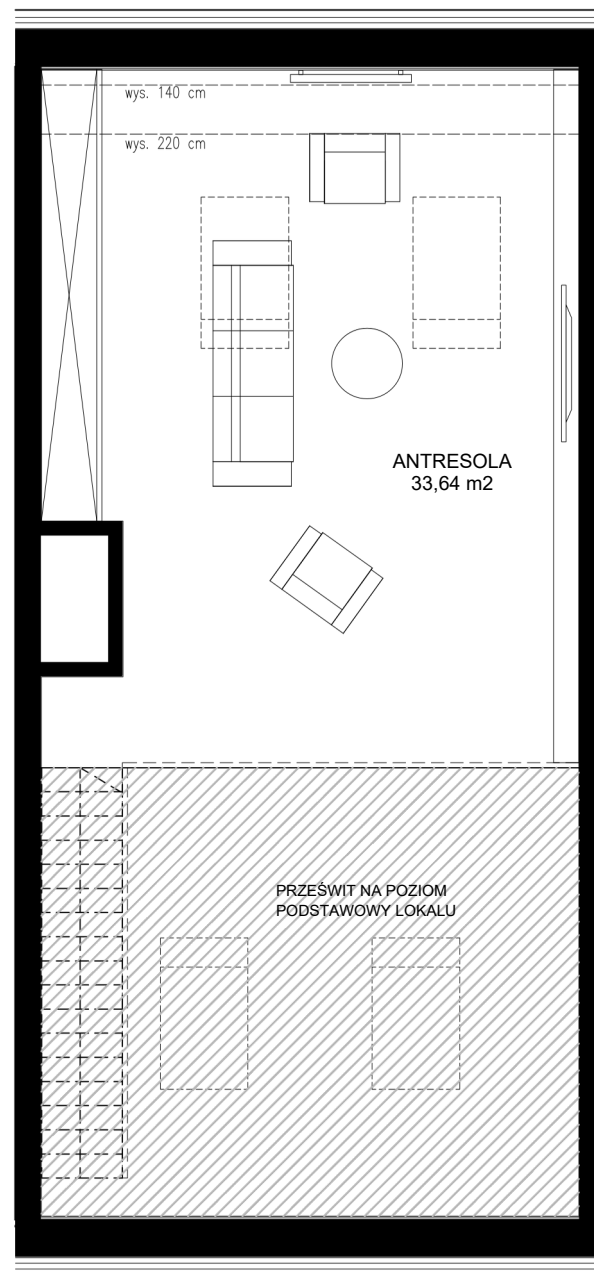 wys. 140 cm
wys. 220 cm
ANTRESOLA
33,64 m2
PRZEŚWIT NA POZIOM
PODSTAWOWY LOKALU